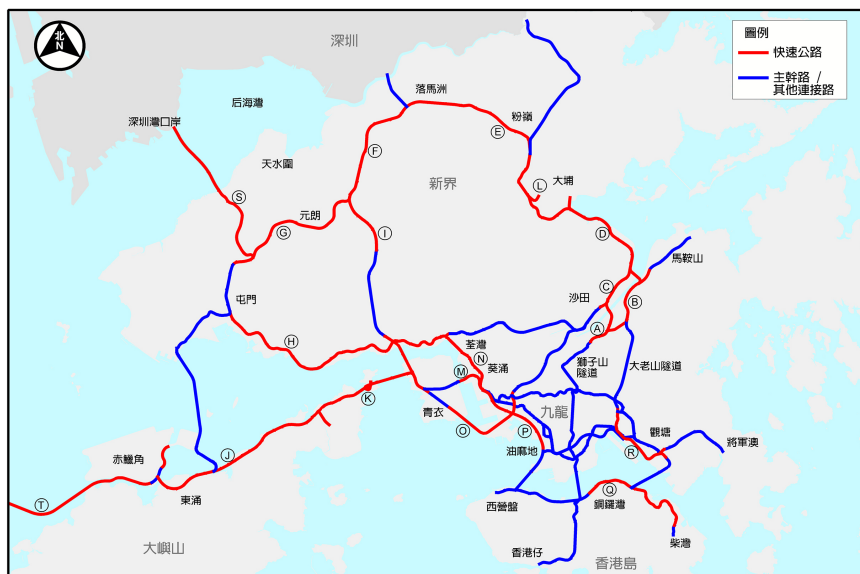 北
N
深圳
圖例
快速公路
主幹路 /
其他連接路
落馬洲
后海灣
粉嶺
深圳灣口岸
E
F
天水圍
新界
L
大埔
S
元朗
G
I
D
馬鞍山
屯門
沙田
C
B
A
H
荃灣
N
葵涌
獅子山
隧道
大老山隧道
M
K
青衣
九龍
O
P
觀塘
將軍澳
油麻地
R
赤鱲角
J
東涌
T
西營盤
Q
銅鑼灣
大嶼山
香港仔
柴灣
香港島